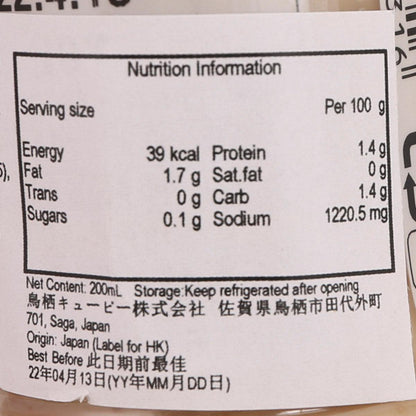 Nutrition Information
Serving size Per 100 g
Energy 39 kcal Protein 1.4 g
Fat 1.7 g Sat.fat 0 g
Trans 0 g Carb 1.4 g
Sugars 0.1 g Sodium 1220.5 mg
Net Content: 200mL Storage:Keep refrigerated after opening
鳥栖キューピー株式会社 佐賀県鳥栖市田代外町
701, Saga, Japan
Origin: Japan (Label for HK)
Best Before 此日期前最佳
22年04月13日(YY年MM月DD日)